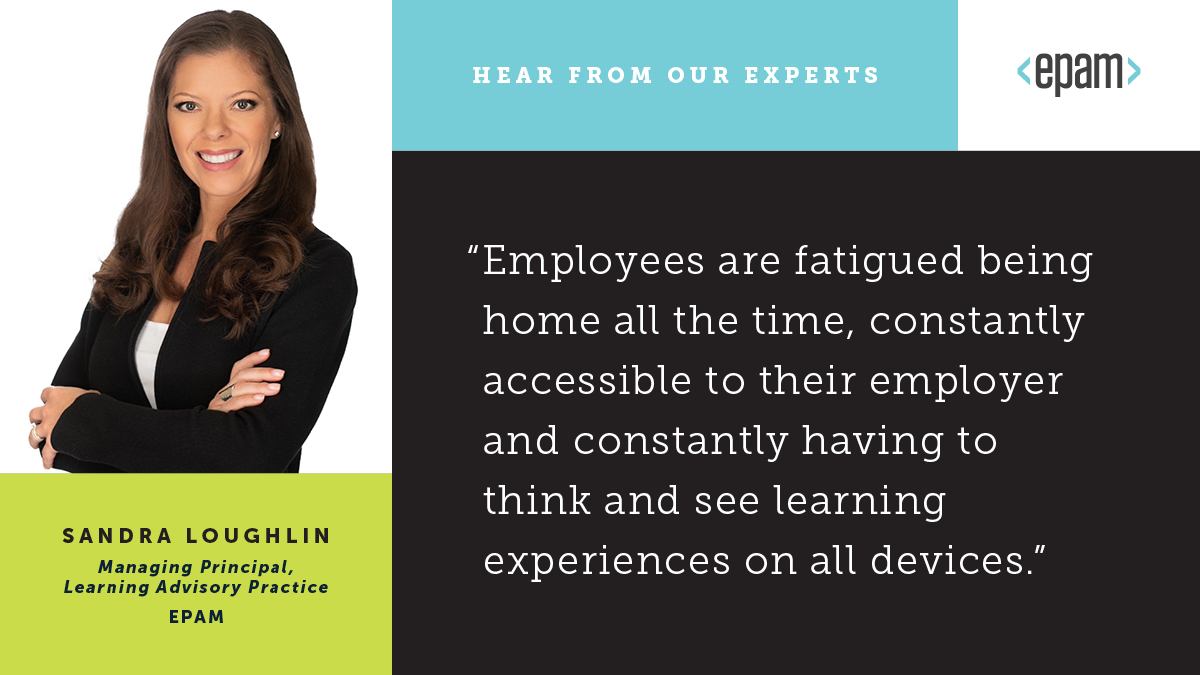 HEAR FROM OUR EXPERTS
<epam>
“Employees are fatigued being
home all the time, constantly
accessible to their employer
and constantly having to
think and see learning
experiences on all devices.”
SANDRA LOUGHLIN
Managing Principal,
Learning Advisory Practice
EPAM